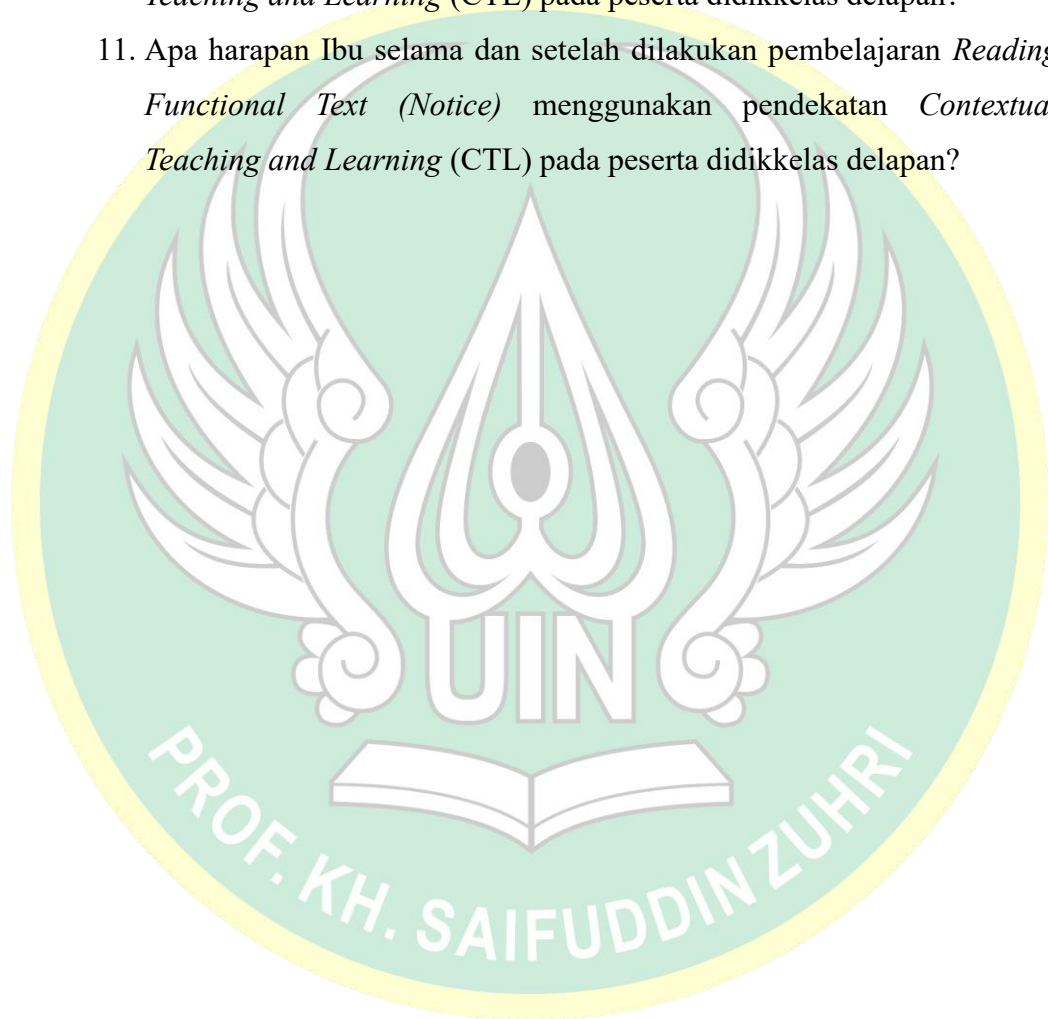 Teaching and Learning (CTL) pada peserta didikkelas delapan?
11. Apa harapan Ibu selama dan setelah dilakukan pembelajaran Reading
Functional Text (Notice) menggunakan pendekatan Contextua
Teaching and Learning (CTL) pada peserta didikkelas delapan?
UIN
PROF. KH. SAIFUDDIN ZUHRI